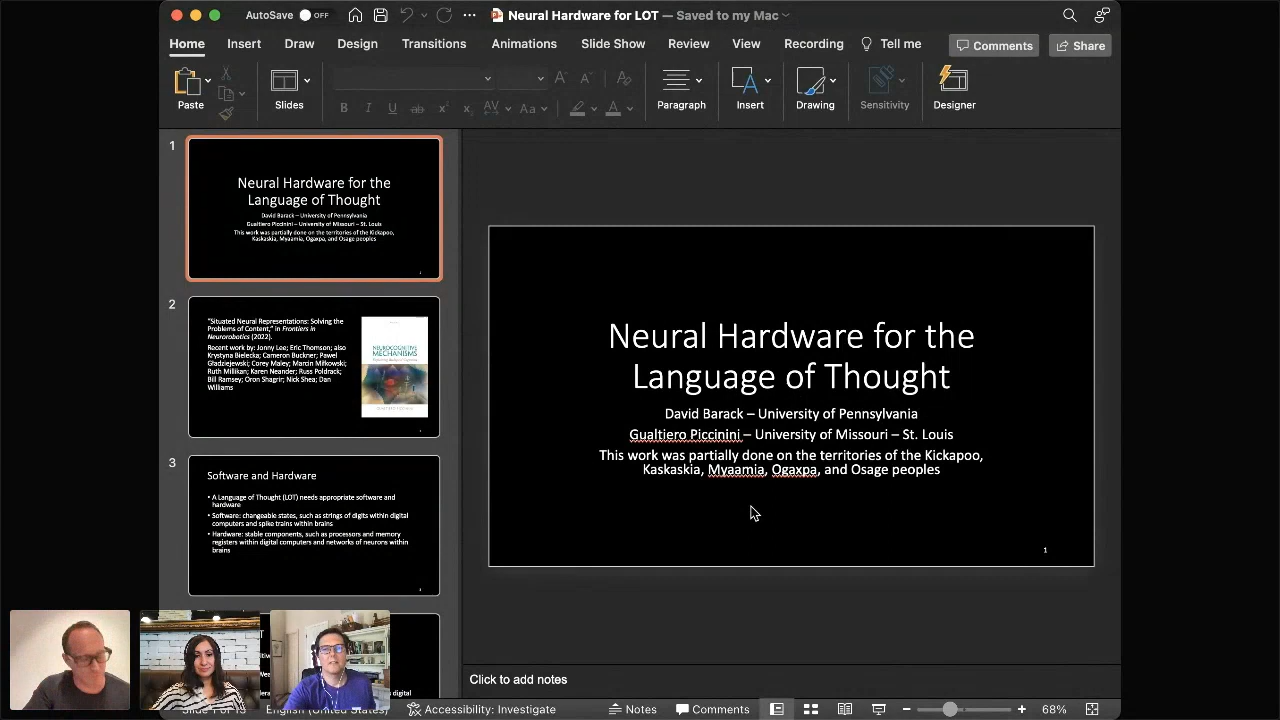 AutoSave OFF
Neural Hardware for LOT — Saved to my Mac
Home Insert Draw Design Transitions Animations Slide Show Review View Recording Tell me Comments Share
Paste Slides Paragraph Insert Drawing Sensitivity Designer
1
Neural Hardware for the
Language of Thought
David Barack – University of Pennsylvania
Gualtiero Piccinini – University of Missouri – St. Louis
This work was partially done on the territories of the Kickapoo,
Kaskaskia, Myaamia, Ogaxpa, and Osage peoples
2
"Situated Neural Representations: Solving the
Problems of Content," in Frontiers in
Neurorobotics (2022).
Recent work by: Jonny Lee; Eric Thomson; also
Krystyna Bielecka; Cameron Buckner; Pawel
Gładziejewski; Corey Maley; Marcin Miłkowski;
Ruth Millikan; Karen Neander; Russ Poldrack;
Bill Ramsey; Oron Shagrir; Nick Shea; Dan
Williams
NEUROCOGNITIVE
MECHANISMS
3
Software and Hardware
• A Language of Thought (LOT) needs appropriate software and
hardware
• Software: changeable states, such as strings of digits within digital
computers and spike trains within brains
• Hardware: stable components, such as processors and memory
registers within digital computers and networks of neurons within
brains
Neural Hardware for the
Language of Thought
David Barack – University of Pennsylvania
Gualtiero Piccinini – University of Missouri – St. Louis
This work was partially done on the territories of the Kickapoo,
Kaskaskia, Myaamia, Ogaxpa, and Osage peoples
1
Click to add notes
English (United States) Accessibility: Investigate Notes Comments 68%